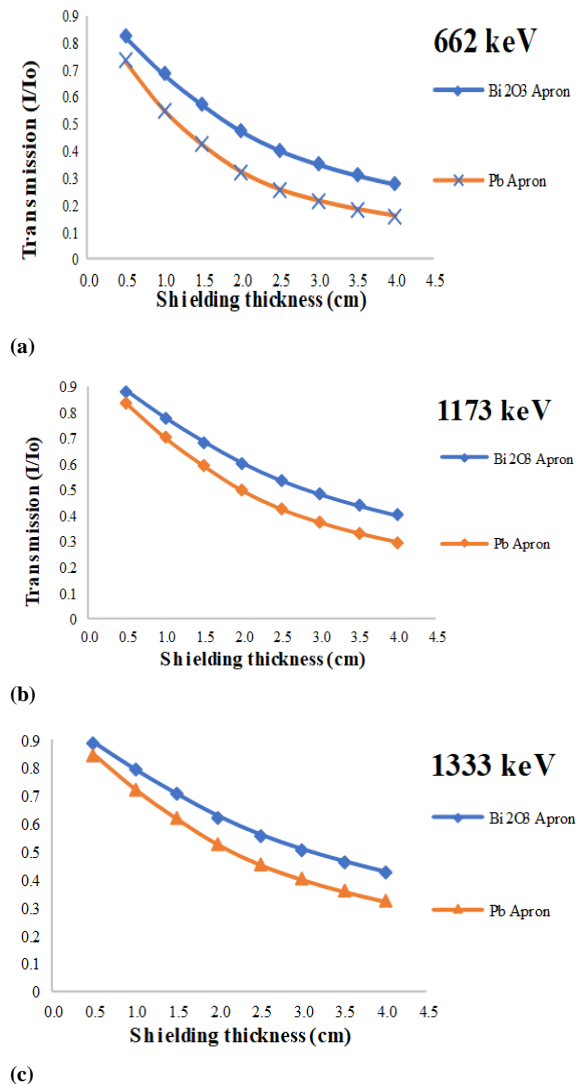 662 keV
Transmission (I/Io)
0.9
0.8
0.7
0.6
0.5
0.4
0.3
0.2
0.1
0
0.0 0.5 1.0 1.5 2.0 2.5 3.0 3.5 4.0 4.5
Shielding thickness (cm)
Bi2O3 Apron
Pb Apron
(a)
1173 keV
Transmission (I/Io)
0.9
0.8
0.7
0.6
0.5
0.4
0.3
0.2
0.1
0
0.0 0.5 1.0 1.5 2.0 2.5 3.0 3.5 4.0 4.5
Shielding thickness (cm)
Bi2O3 Apron
Pb Apron
(b)
1333 keV
0.9
0.8
0.7
0.6
0.5
0.4
0.3
0.2
0.1
0
0.0 0.5 1.0 1.5 2.0 2.5 3.0 3.5 4.0 4.5
Shielding thickness (cm)
Bi2O3 Apron
Pb Apron
(c)